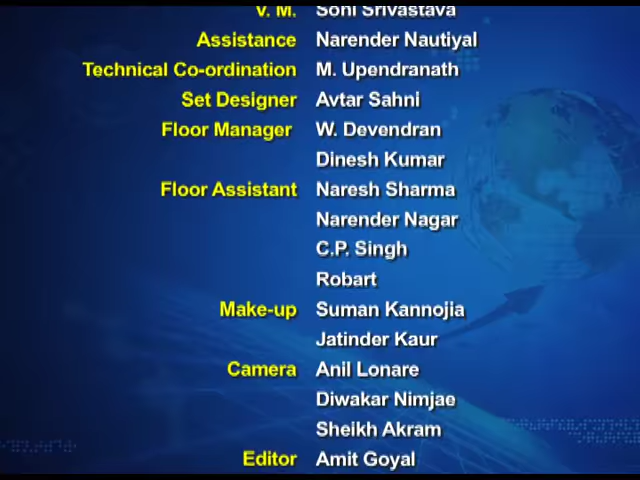 V. M. Soni Srivastava
Assistance Narender Nautiyal
Technical Co-ordination M. Upendranath
Set Designer Avtar Sahni
Floor Manager W. Devendran
Dinesh Kumar
Floor Assistant Naresh Sharma
Narender Nagar
C.P. Singh
Robart
Make-up Suman Kannojia
Jatinder Kaur
Camera Anil Lonare
Diwakar Nimjae
Sheikh Akram
Editor Amit Goyal